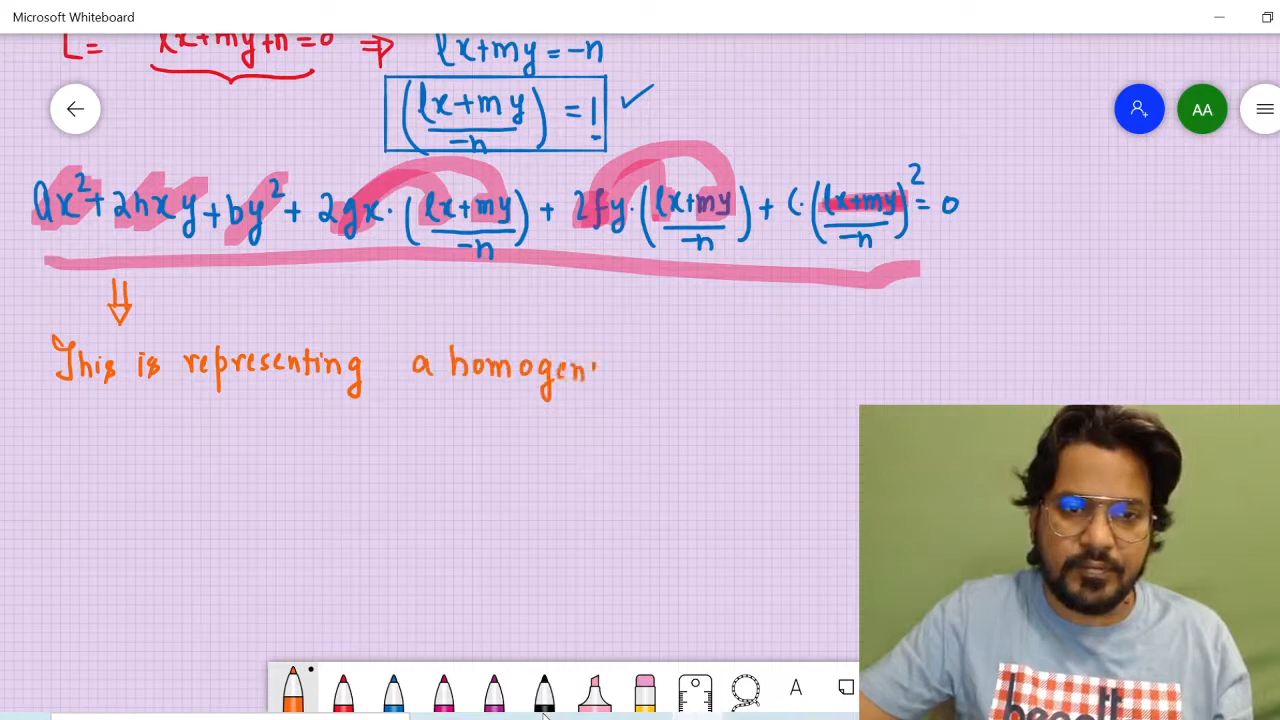 Microsoft Whiteboard
L = lx+my+n=0 ⇒ lx+my = -n
(lx+my/-n) = 1 ✓
AA
ax²+2hxy+by²+2gx·(lx+my/-n)+2fy·(lx+my/-n)+c·(lx+my/-n)²=0
⇓
This is representing a homogen
A